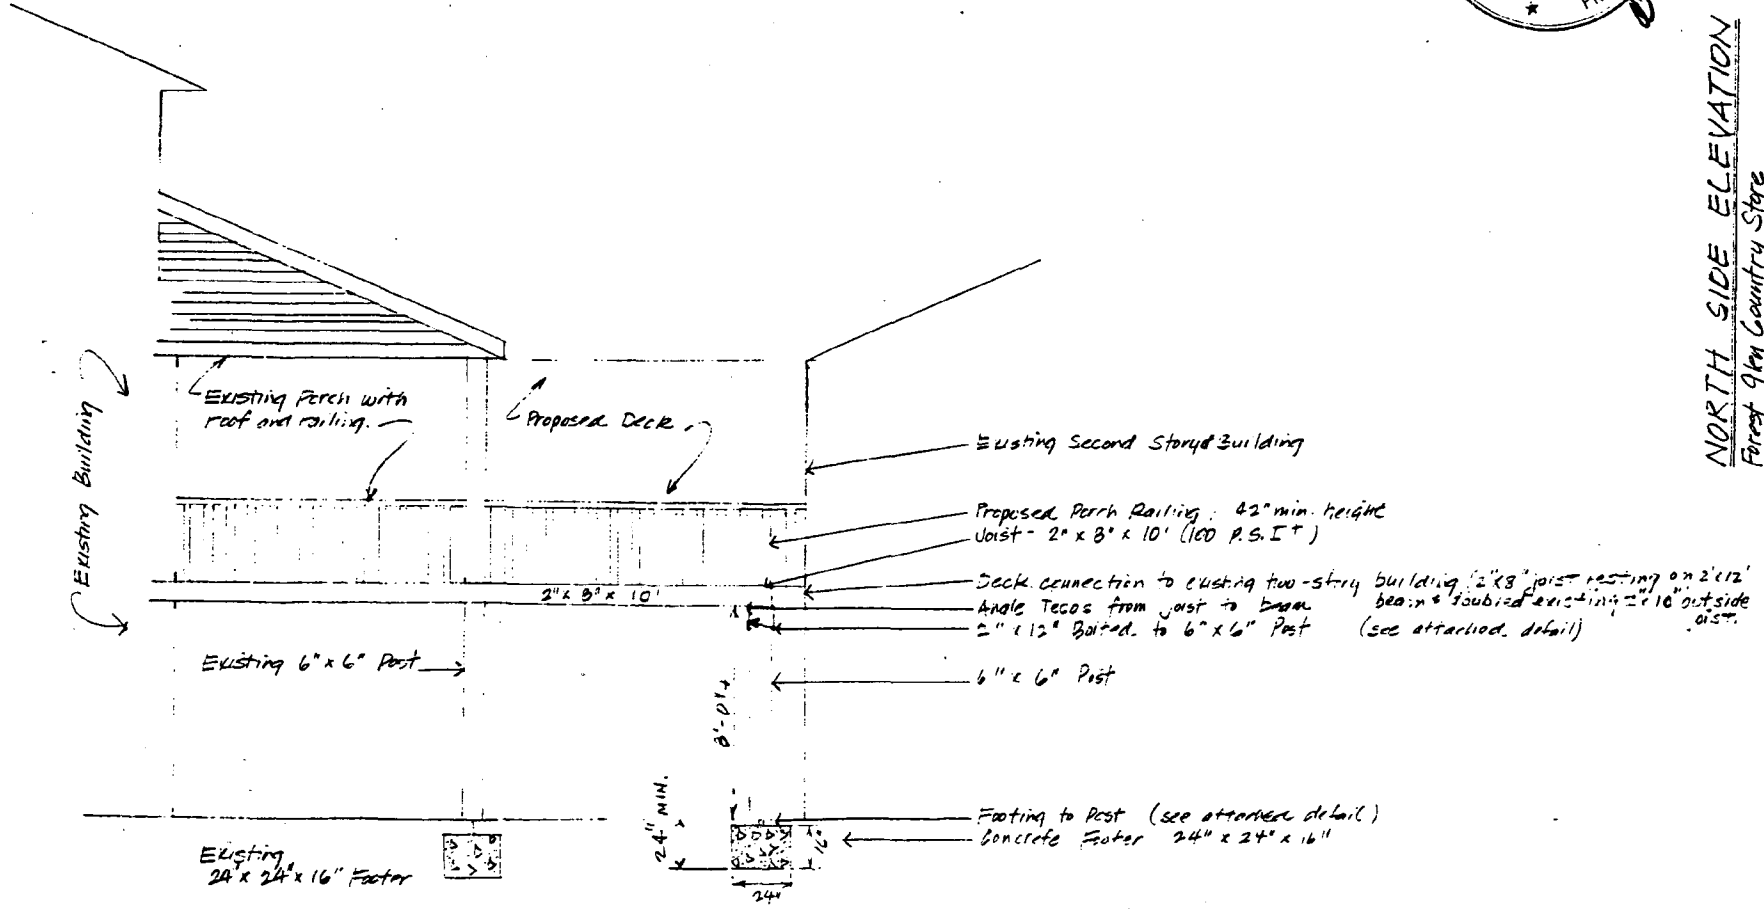 NORTH SIDE ELEVATION
Country Store
Existing Building
Existing Porch with
roof and railing.
Proposed Deck
Existing Second Story Building
Proposed Porch Railing: 42" min. height
Joist - 2" x 8" x 10' (100 P.S.I +)
Deck connection to existing two-story building (2"x8" joist resting on 2"x12"
beam & doubled existing 2"x10" outside
joist.
2" x 8" x 10'
Angle Tecos from joist to beam
2" x 12" Bolted to 6" x 6" Post (see attached detail)
Existing 6" x 6" Post
6" x 6" Post
8'-0"+
24" MIN.
Footing to Post (see attached detail)
16"
Concrete Footer 24" x 24" x 16"
Existing
24" x 24" x 16" Footer
24"